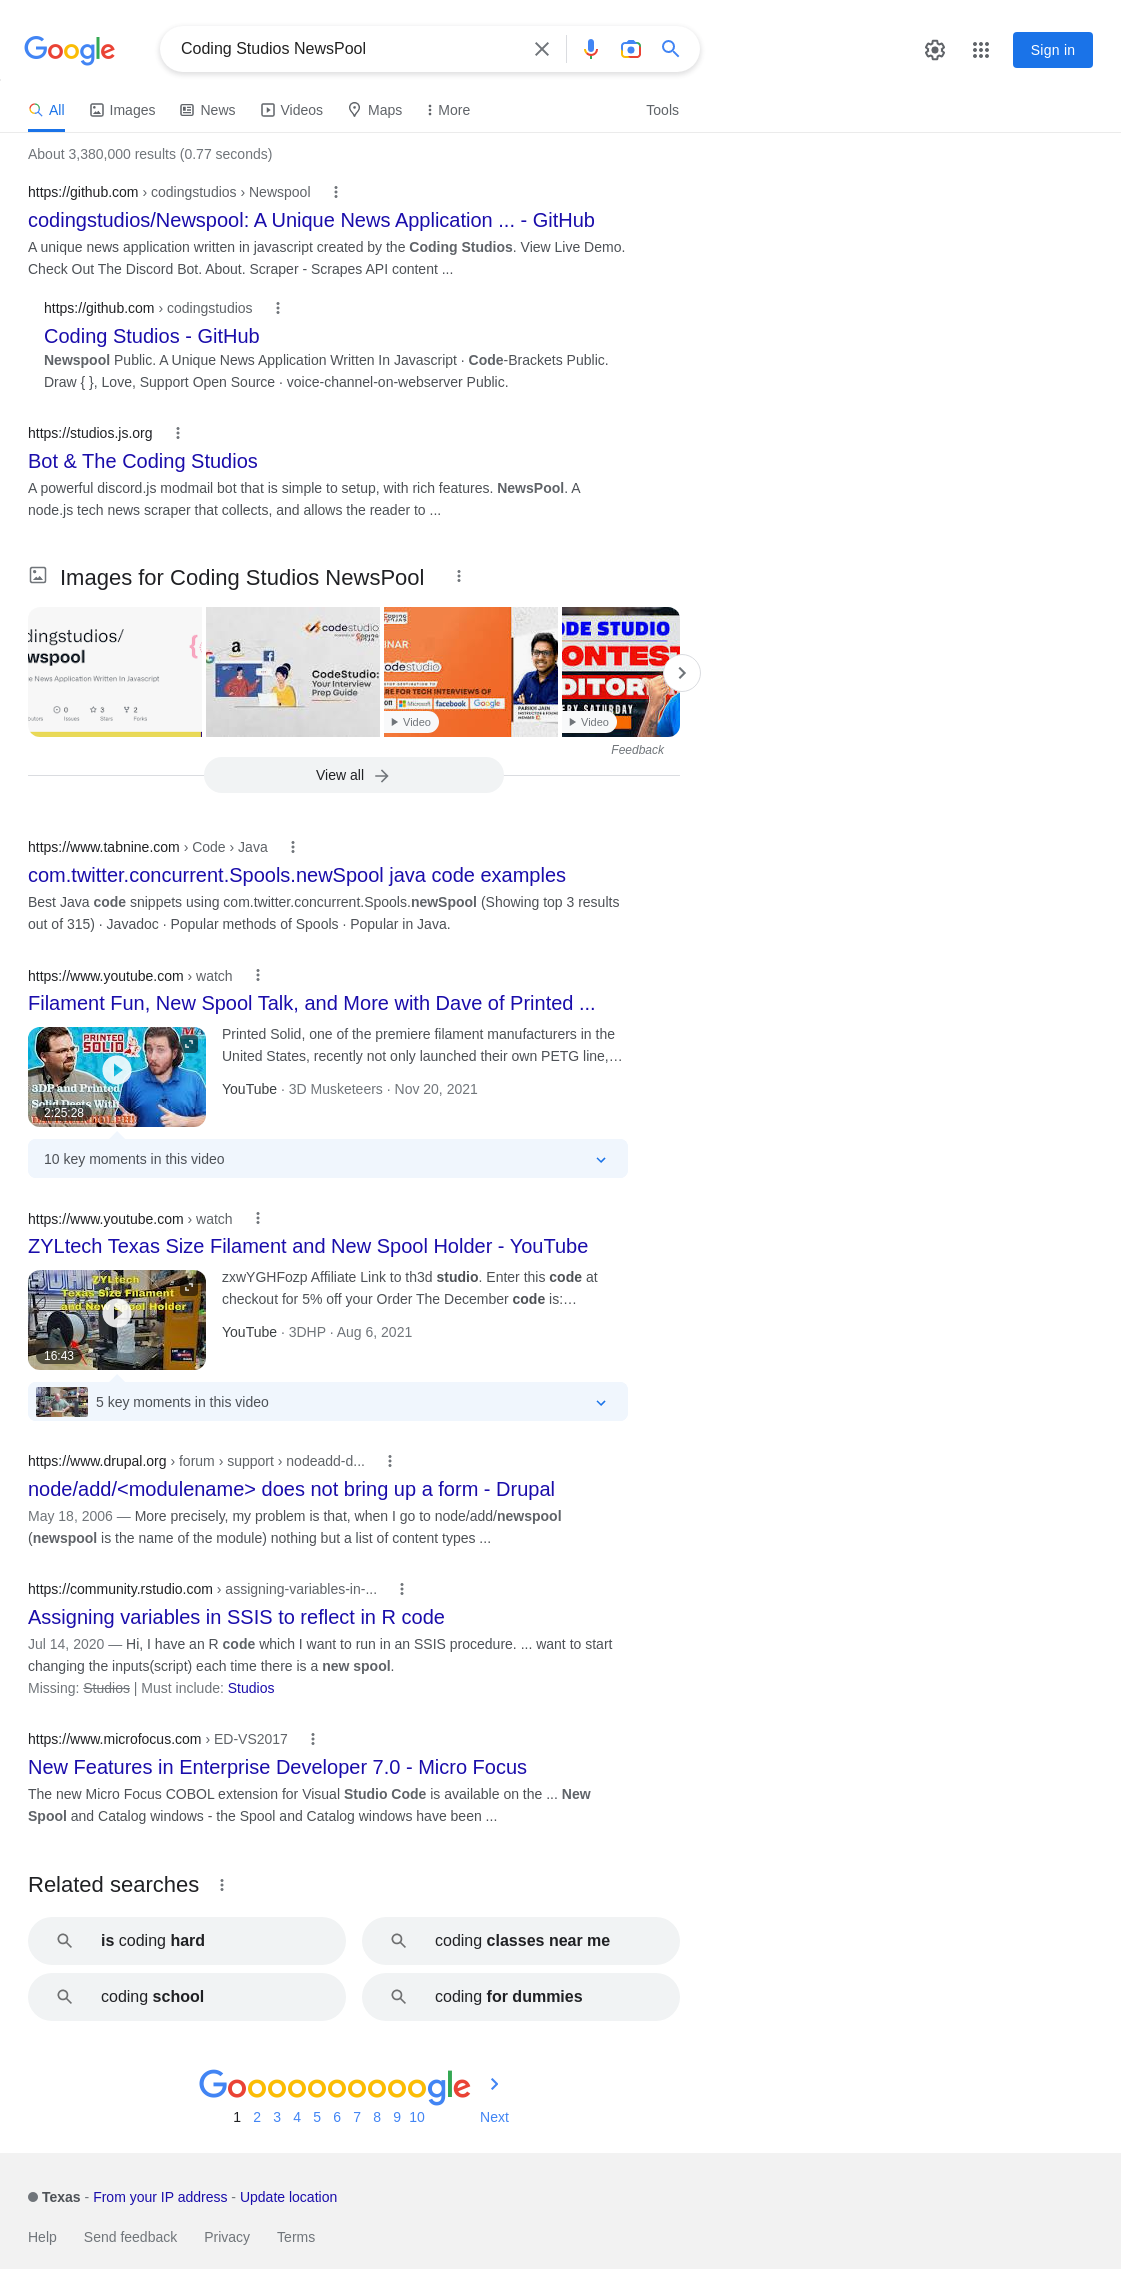 Google
Coding Studios NewsPool
Sign in
All Images News Videos Maps More Tools
About 3,380,000 results (0.77 seconds)
https://github.com › codingstudios › Newspool
codingstudios/Newspool: A Unique News Application ... - GitHub
A unique news application written in javascript created by the Coding Studios. View Live Demo.
Check Out The Discord Bot. About. Scraper - Scrapes API content ...
https://github.com › codingstudios
Coding Studios - GitHub
Newspool Public. A Unique News Application Written In Javascript · Code-Brackets Public.
Draw { }, Love, Support Open Source · voice-channel-on-webserver Public.
https://studios.js.org
Bot & The Coding Studios
A powerful discord.js modmail bot that is simple to setup, with rich features. NewsPool. A
node.js tech news scraper that collects, and allows the reader to ...
Images for Coding Studios NewsPool
dingstudios/
wspool
e News Application Written In Javascript
0 3 2
Issues Stars Forks
codestudio
a
CodeStudio:
Your Interview
Prep Guide
INAR
codestudio
RE FOR TECH INTERVIEWS OF
on Microsoft facebook Google
PARIKH JAIN
Video
ODE STUDIO
CONTEST
DITOR
RY SATURDAY
Video
Feedback
View all
https://www.tabnine.com › Code › Java
com.twitter.concurrent.Spools.newSpool java code examples
Best Java code snippets using com.twitter.concurrent.Spools.newSpool (Showing top 3 results
out of 315) · Javadoc · Popular methods of Spools · Popular in Java.
https://www.youtube.com › watch
Filament Fun, New Spool Talk, and More with Dave of Printed ...
PRINTED
SOLID
3DP and Printed
Solid Deets With
2:25:28
Printed Solid, one of the premiere filament manufacturers in the
United States, recently not only launched their own PETG line,…
YouTube · 3D Musketeers · Nov 20, 2021
10 key moments in this video
https://www.youtube.com › watch
ZYLtech Texas Size Filament and New Spool Holder - YouTube
ZYLtech
Texas Size Filament
and New Spool Holder
16:43
zxwYGHFozp Affiliate Link to th3d studio. Enter this code at
checkout for 5% off your Order The December code is:…
YouTube · 3DHP · Aug 6, 2021
5 key moments in this video
https://www.drupal.org › forum › support › nodeadd-d...
node/add/<modulename> does not bring up a form - Drupal
May 18, 2006 — More precisely, my problem is that, when I go to node/add/newspool
(newspool is the name of the module) nothing but a list of content types ...
https://community.rstudio.com › assigning-variables-in-...
Assigning variables in SSIS to reflect in R code
Jul 14, 2020 — Hi, I have an R code which I want to run in an SSIS procedure. ... want to start
changing the inputs(script) each time there is a new spool.
Missing: Studios | Must include: Studios
https://www.microfocus.com › ED-VS2017
New Features in Enterprise Developer 7.0 - Micro Focus
The new Micro Focus COBOL extension for Visual Studio Code is available on the ... New
Spool and Catalog windows - the Spool and Catalog windows have been ...
Related searches
is coding hard
coding classes near me
coding school
coding for dummies
Goooooooooogle
1 2 3 4 5 6 7 8 9 10 Next
Texas - From your IP address - Update location
Help Send feedback Privacy Terms